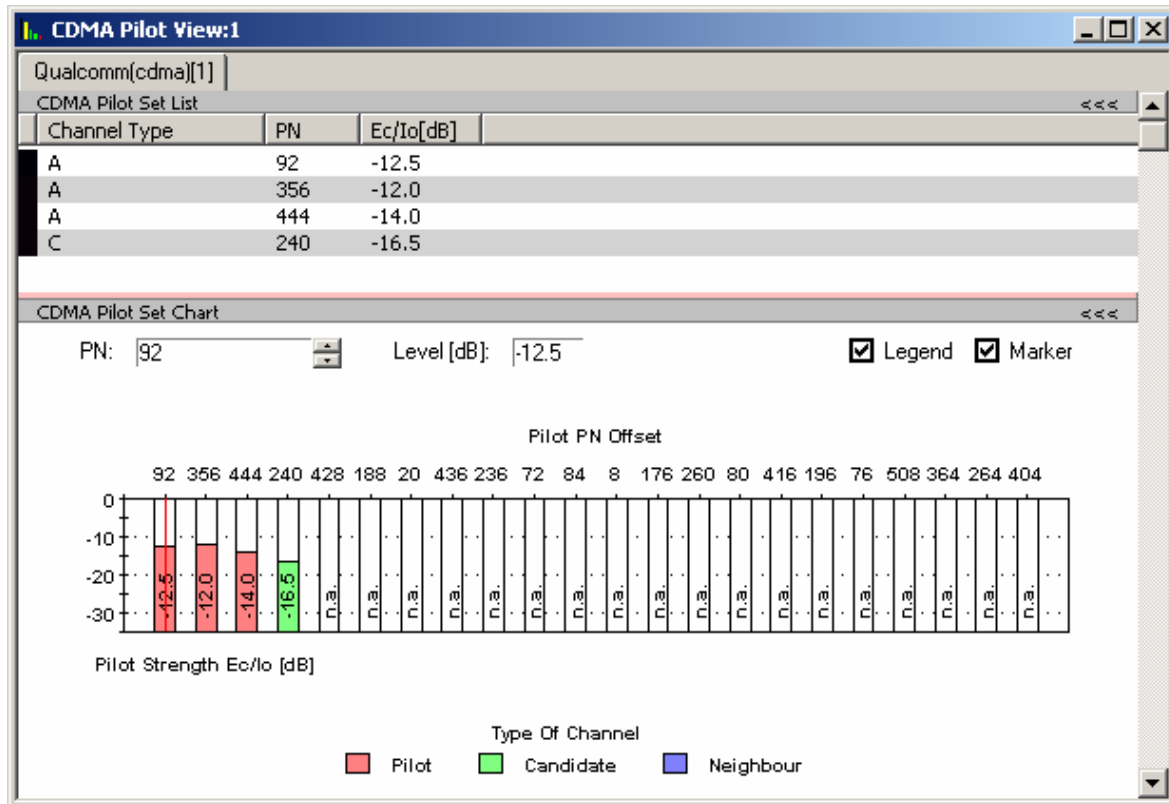 CDMA Pilot View:1
Qualcomm(cdma)[1]
CDMA Pilot Set List <<<
Channel Type PN Ec/Io[dB]
A 92 -12.5
A 356 -12.0
A 444 -14.0
C 240 -16.5
CDMA Pilot Set Chart <<<
PN: 92 Level [dB]: -12.5 Legend Marker
Pilot PN Offset
92 356 444 240 428 188 20 436 236 72 84 8 176 260 80 416 196 76 508 364 264 404
0
-10
-20
-30
-12.5 -12.0 -14.0 -16.5 n.a. n.a. n.a. n.a. n.a. n.a. n.a. n.a. n.a. n.a. n.a. n.a. n.a. n.a. n.a. n.a. n.a. n.a.
Pilot Strength Ec/Io [dB]
Type Of Channel
Pilot Candidate Neighbour